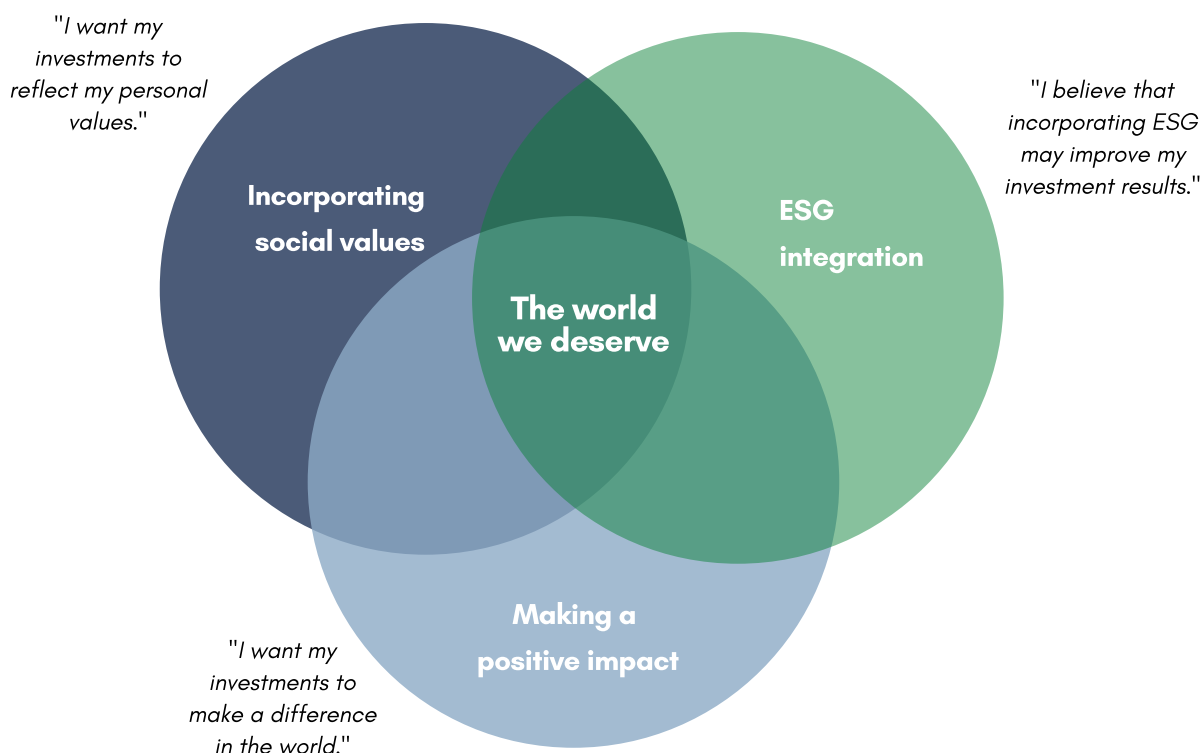 "I want my
investments to
reflect my personal
values."
"I believe that
incorporating ESG
may improve my
investment results."
Incorporating
social values
ESG
integration
The world
we deserve
Making a
positive impact
"I want my
investments to
make a difference
in the world."